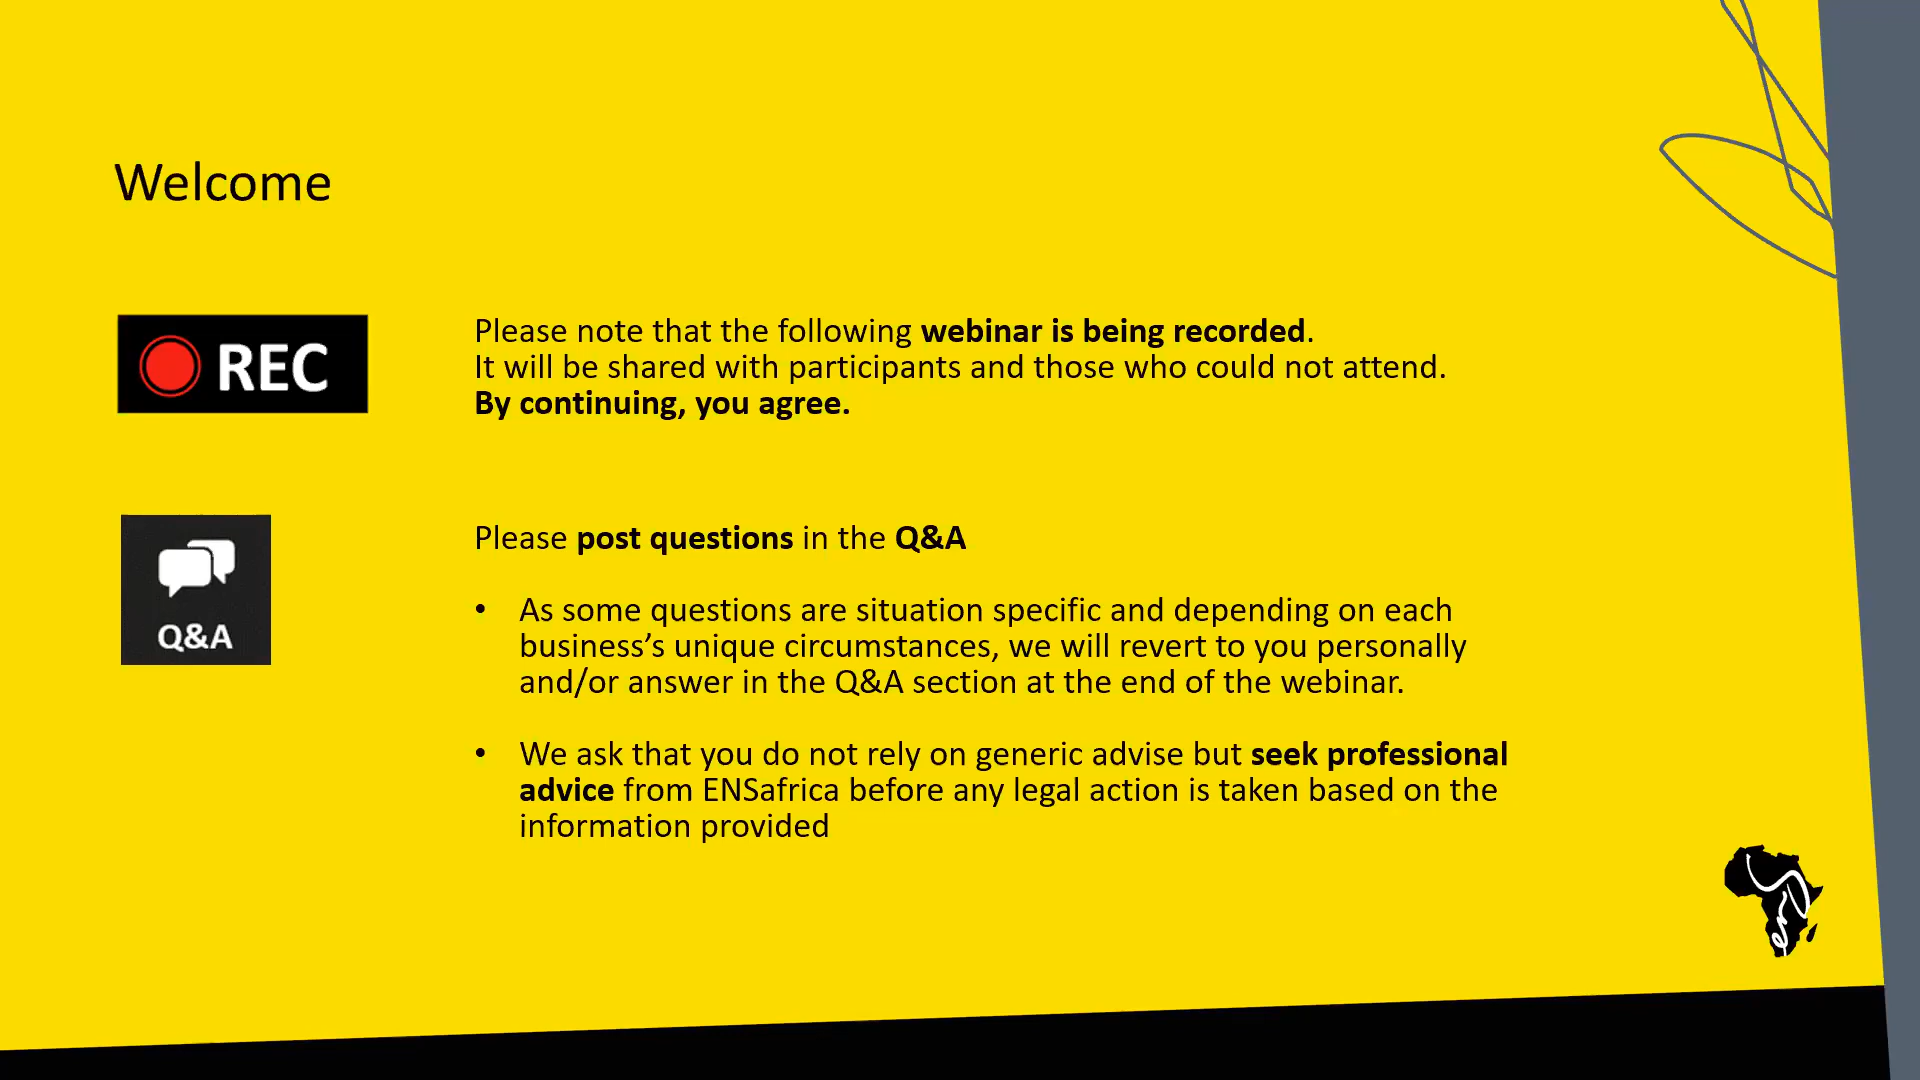 Welcome
REC
Please note that the following webinar is being recorded.
It will be shared with participants and those who could not attend.
By continuing, you agree.
Q&A
Please post questions in the Q&A
• As some questions are situation specific and depending on each
business’s unique circumstances, we will revert to you personally
and/or answer in the Q&A section at the end of the webinar.
• We ask that you do not rely on generic advise but seek professional
advice from ENSafrica before any legal action is taken based on the
information provided
ens